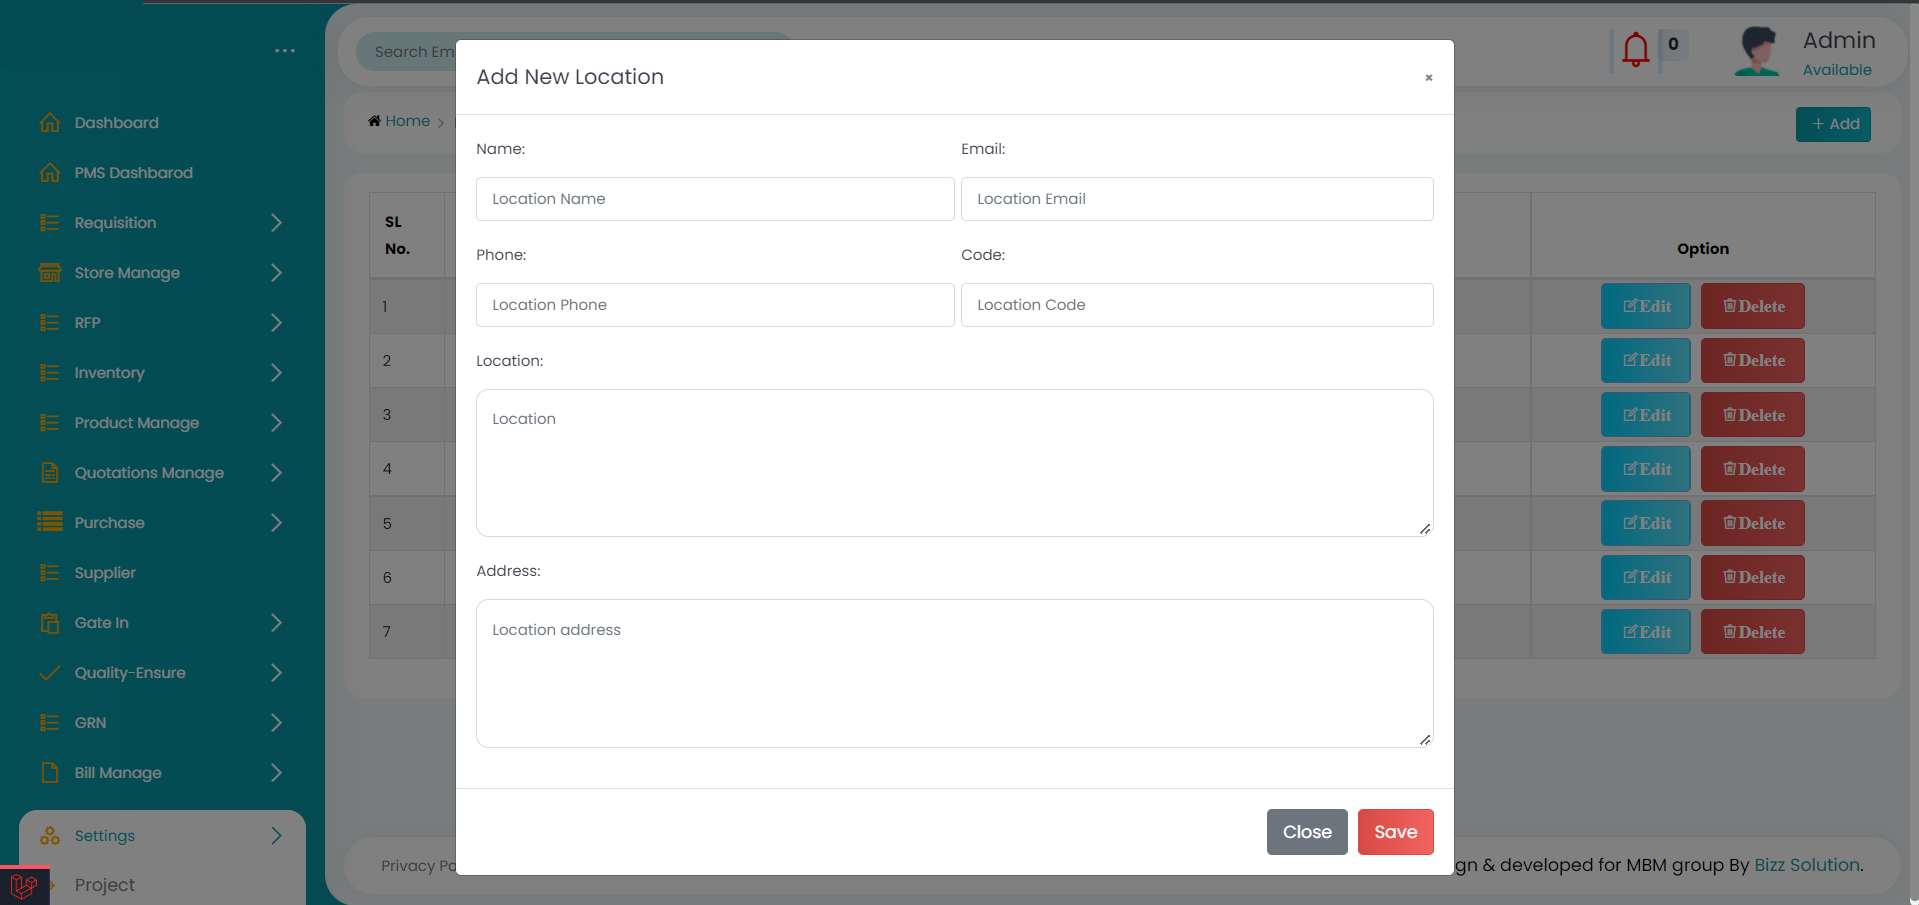 Search Em
0
Admin
Available
Dashboard
PMS Dashbarod
Requisition
Store Manage
RFP
Inventory
Product Manage
Quotations Manage
Purchase
Supplier
Gate In
Quality-Ensure
GRN
Bill Manage
Settings
Project
Home
+ Add
SL No.
Option
1
Edit Delete
2
Edit Delete
3
Edit Delete
4
Edit Delete
5
Edit Delete
6
Edit Delete
7
Edit Delete
Add New Location
×
Name: Email:
Location Name Location Email
Phone: Code:
Location Phone Location Code
Location:
Location
Address:
Location address
Close Save
Privacy Po
gn & developed for MBM group By Bizz Solution.